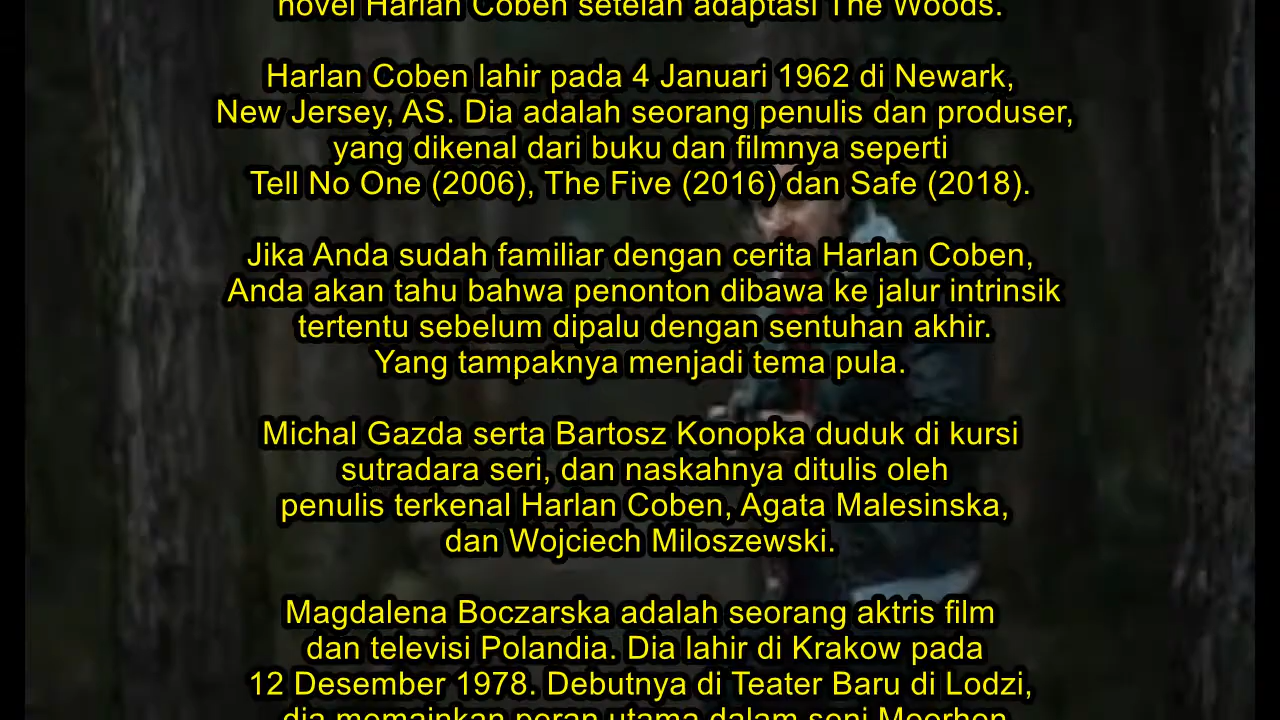 novel Harlan Coben setelah adaptasi The Woods.
Harlan Coben lahir pada 4 Januari 1962 di Newark,
New Jersey, AS. Dia adalah seorang penulis dan produser,
yang dikenal dari buku dan filmnya seperti
Tell No One (2006), The Five (2016) dan Safe (2018).
Jika Anda sudah familiar dengan cerita Harlan Coben,
Anda akan tahu bahwa penonton dibawa ke jalur intrinsik
tertentu sebelum dipalu dengan sentuhan akhir.
Yang tampaknya menjadi tema pula.
Michal Gazda serta Bartosz Konopka duduk di kursi
sutradara seri, dan naskahnya ditulis oleh
penulis terkenal Harlan Coben, Agata Malesinska,
dan Wojciech Miloszewski.
Magdalena Boczarska adalah seorang aktris film
dan televisi Polandia. Dia lahir di Krakow pada
12 Desember 1978. Debutnya di Teater Baru di Lodzi,
dia memainkan peran utama dalam seni